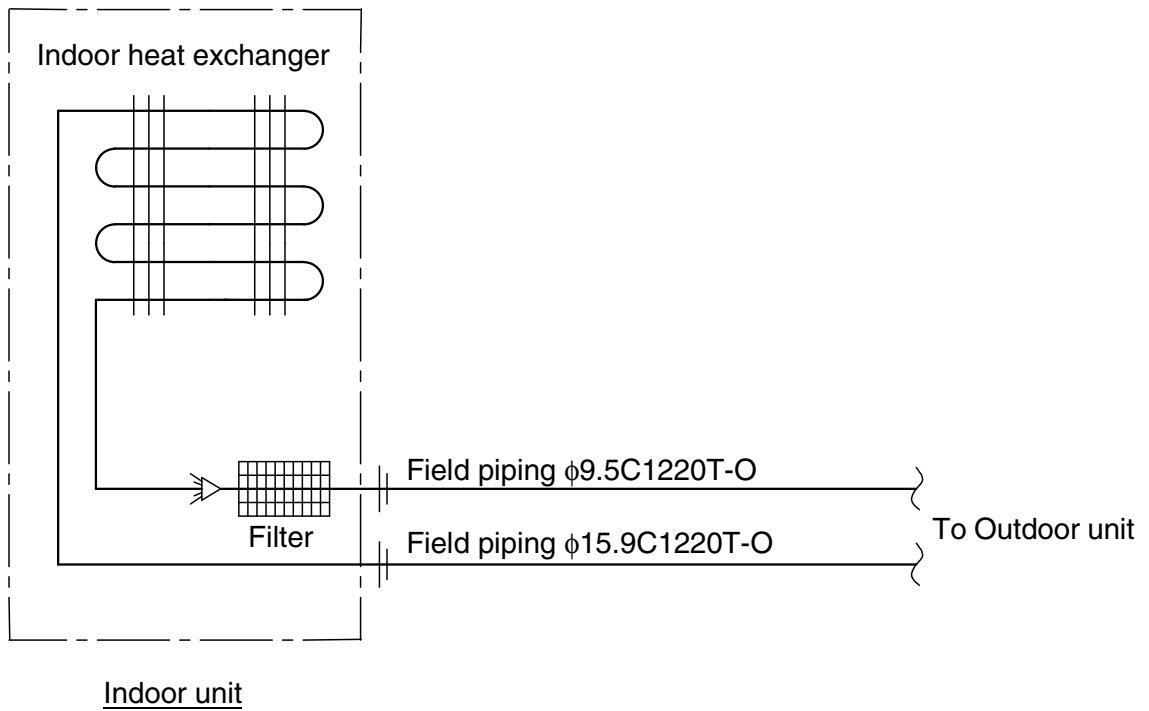 Indoor heat exchanger
Field piping ϕ9.5C1220T-O
Filter
To Outdoor unit
Field piping ϕ15.9C1220T-O
Indoor unit